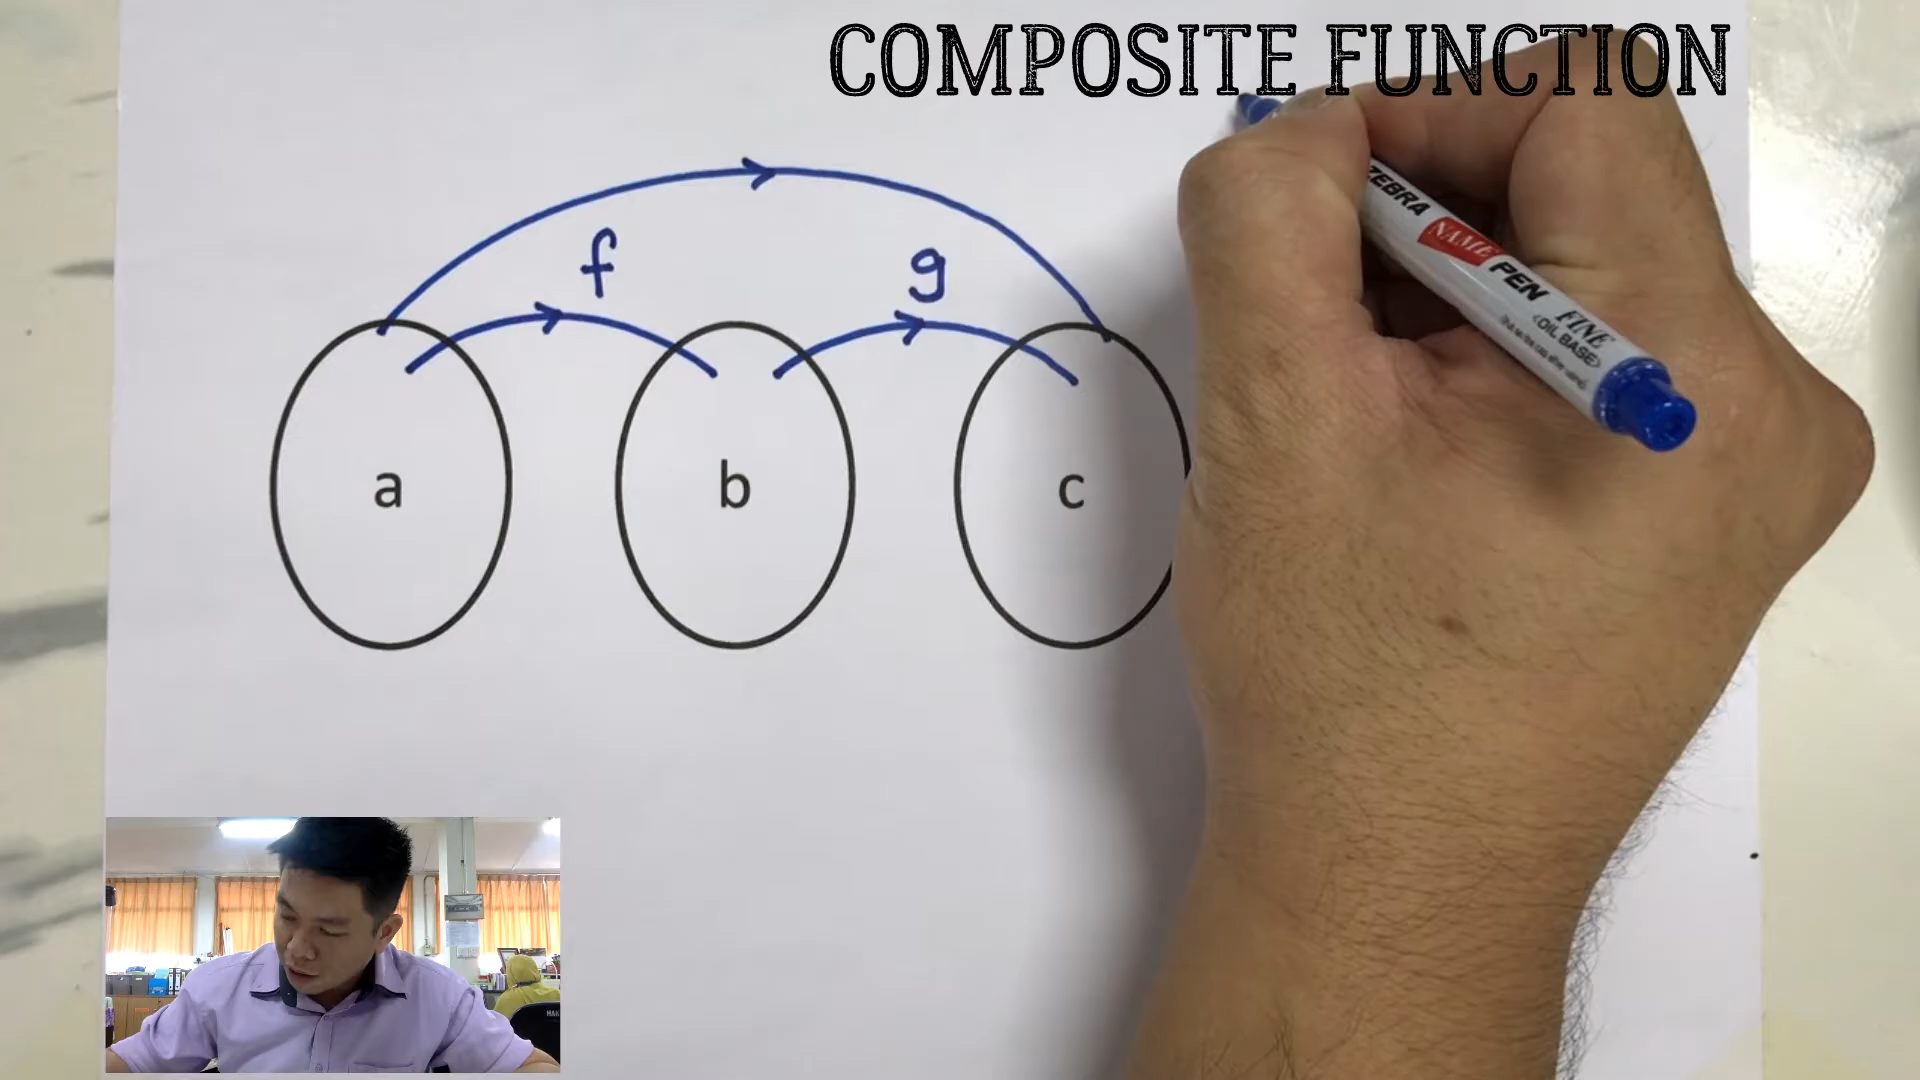 COMPOSITE FUNCTION
f
g
a
b
c
ZEBRA
NAME
PEN
FINE
<OIL BASE>